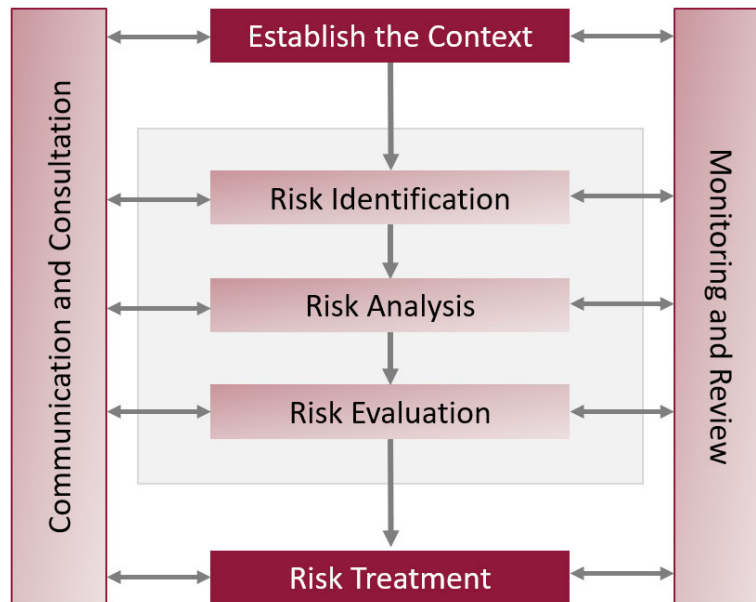 Establish the Context
Communication and Consultation
Risk Identification
Risk Analysis
Risk Evaluation
Risk Treatment
Monitoring and Review